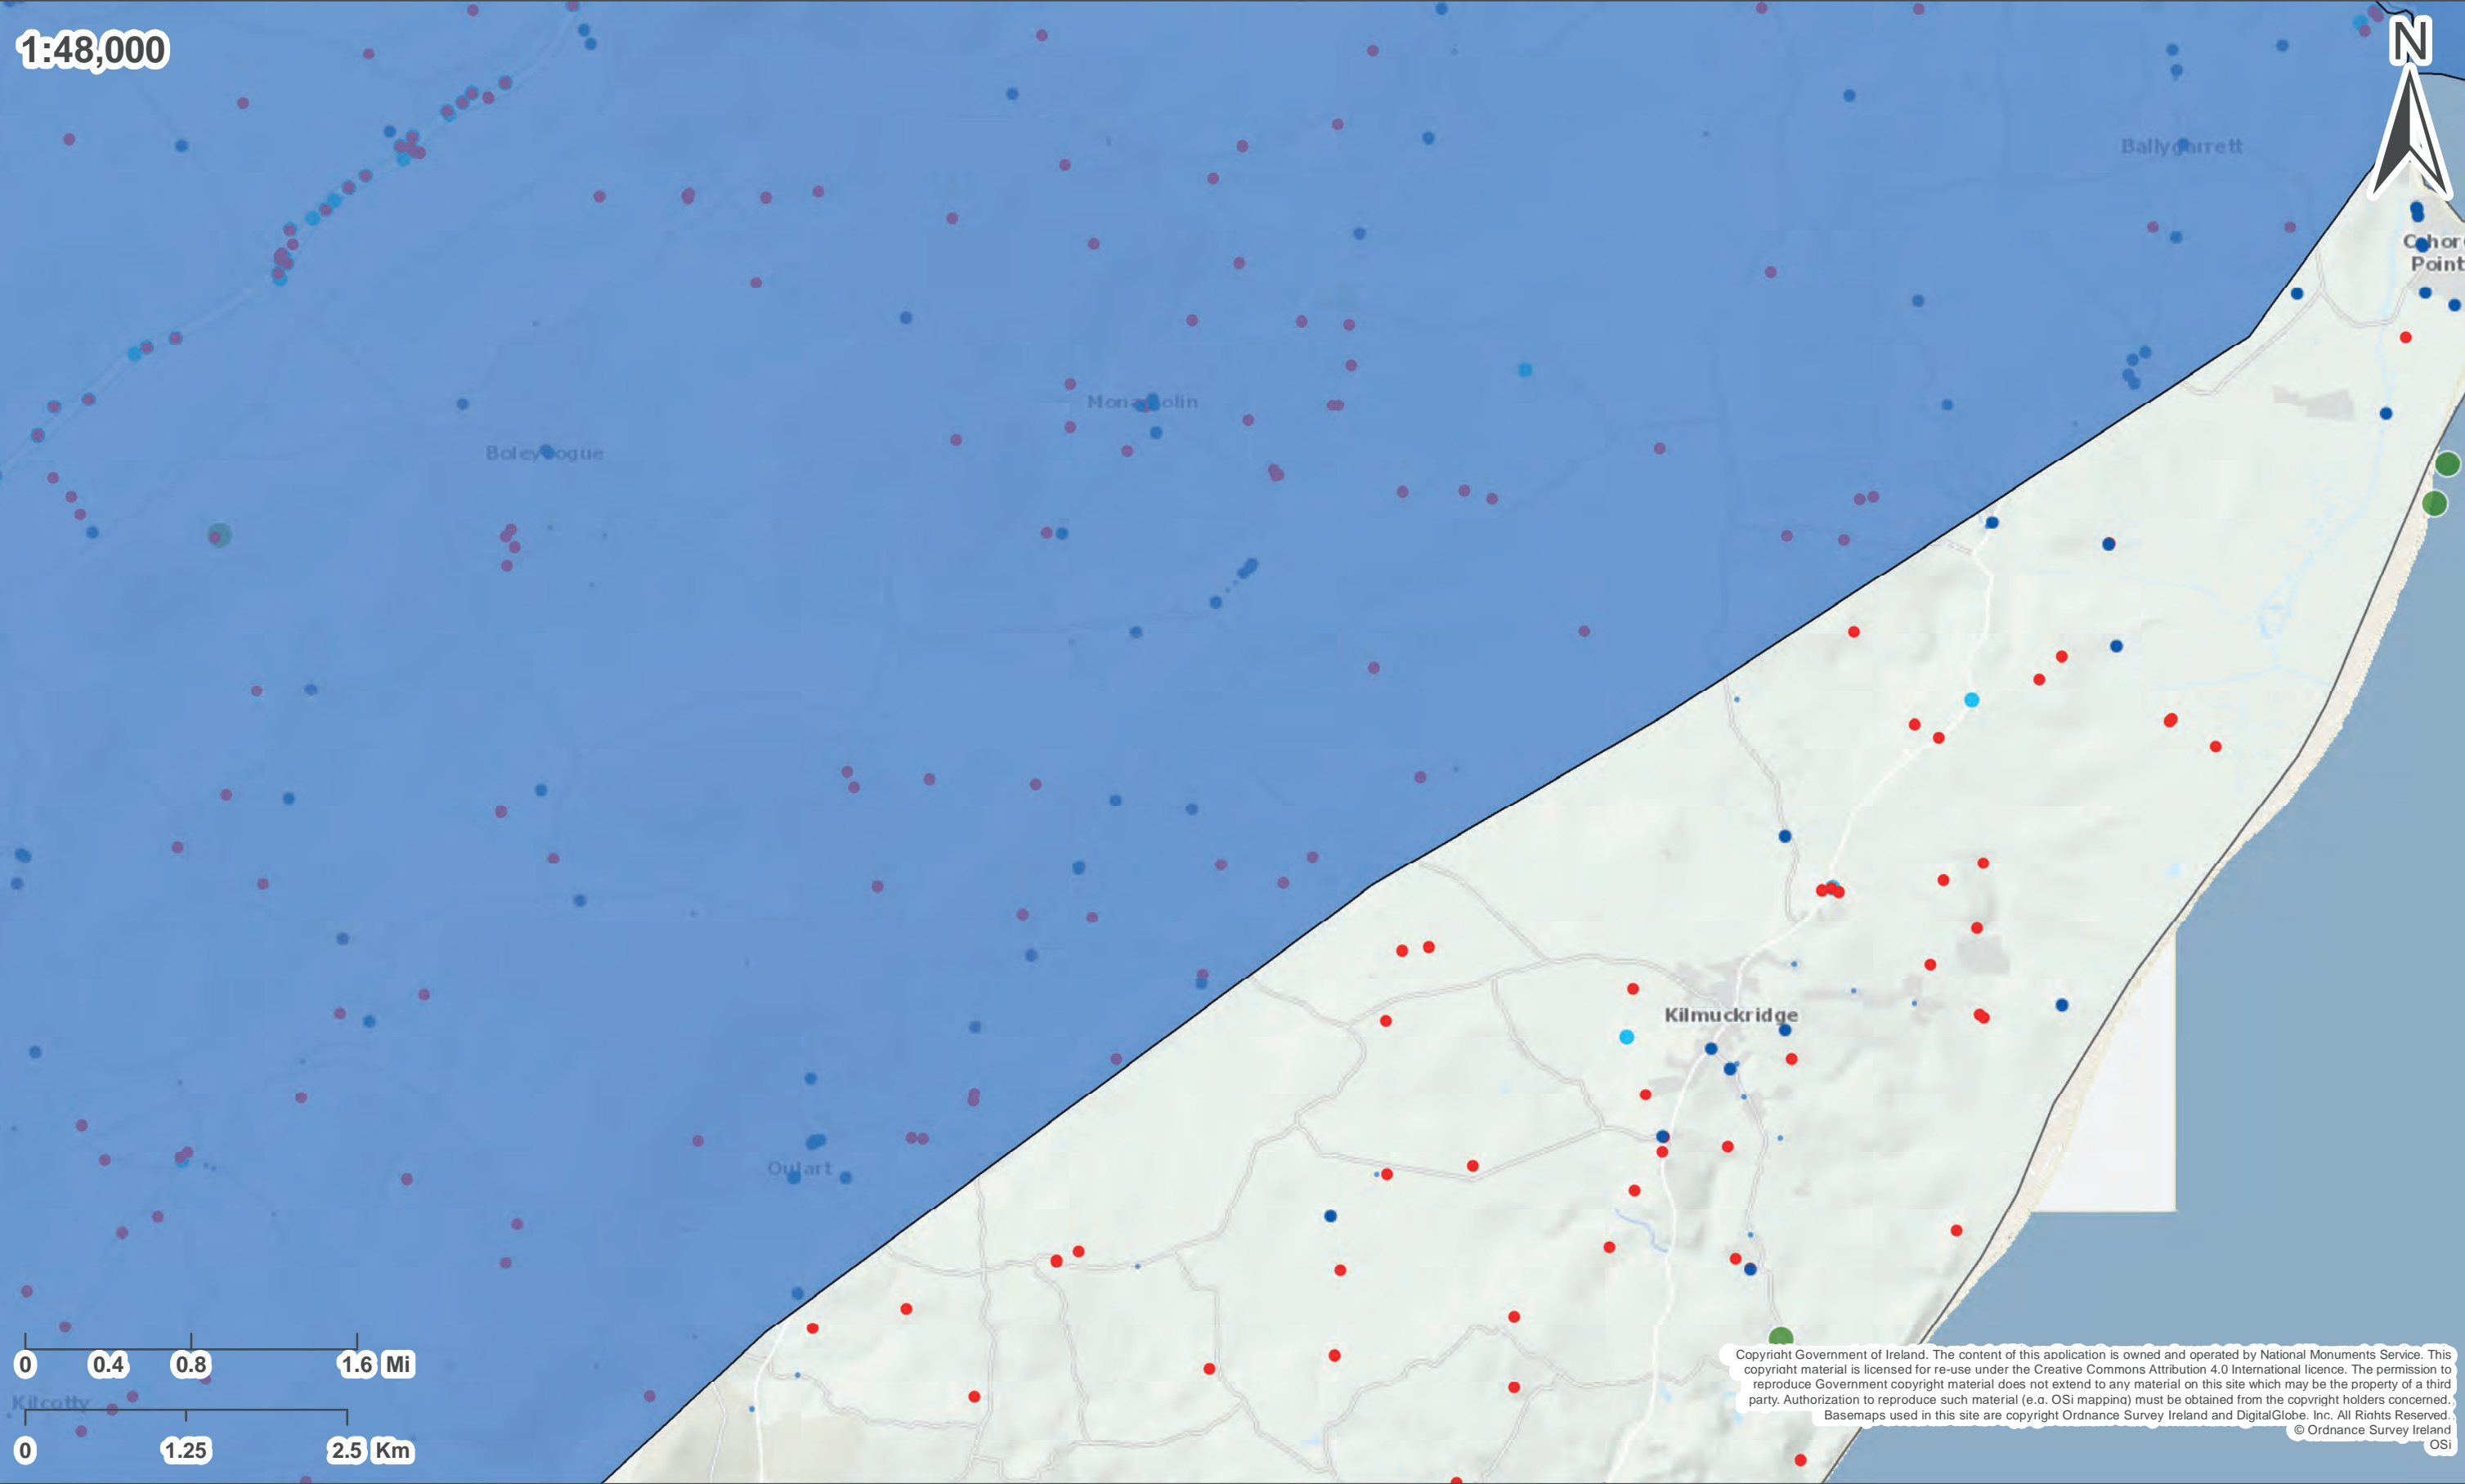 1:48,000
N
Ballygarrett
Cahor
Point
Monamolin
Boleyvogue
Kilmuckridge
Oulart
0 0.4 0.8 1.6 Mi
Kilcotty
0 1.25 2.5 Km
Copyright Government of Ireland. The content of this application is owned and operated by National Monuments Service. This
copyright material is licensed for re-use under the Creative Commons Attribution 4.0 International licence. The permission to
reproduce Government copyright material does not extend to any material on this site which may be the property of a third
party. Authorization to reproduce such material (e.g. OSi mapping) must be obtained from the copyright holders concerned.
Basemaps used in this site are copyright Ordnance Survey Ireland and DigitalGlobe. Inc. All Rights Reserved.
© Ordnance Survey Ireland
OSi